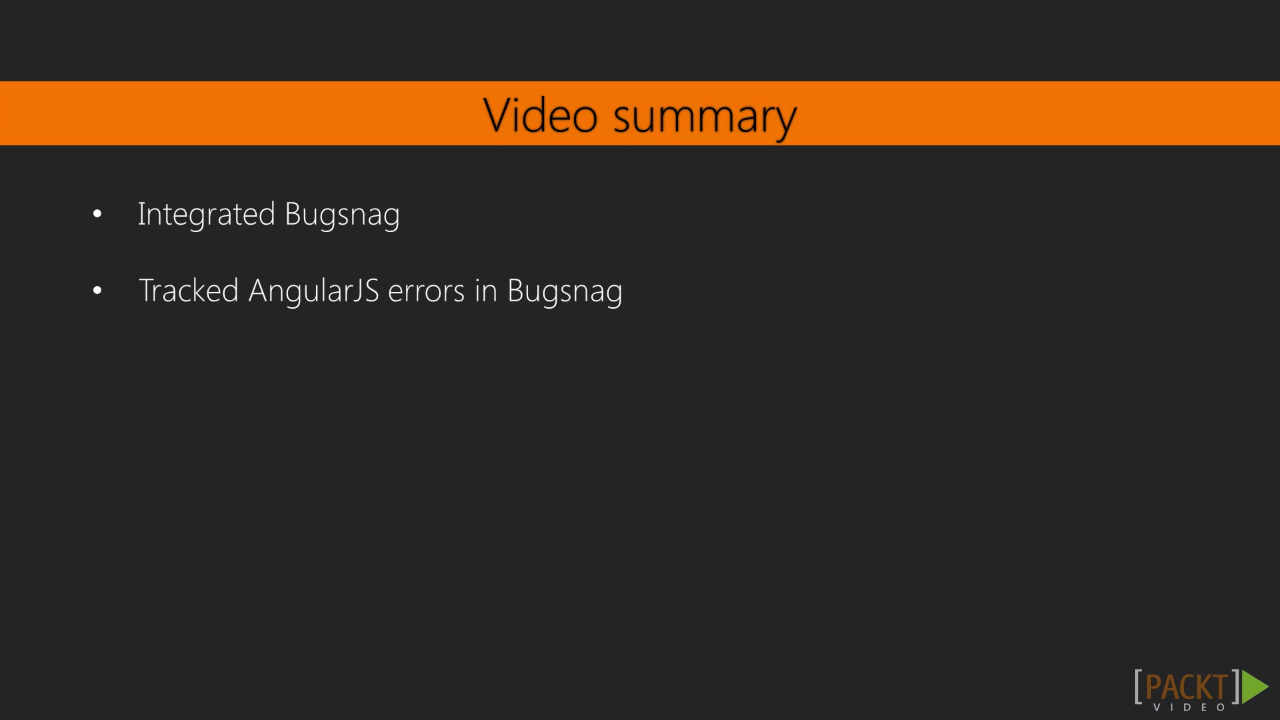 Video summary
• Integrated Bugsnag
• Tracked AngularJS errors in Bugsnag
[PACKT]
VIDEO